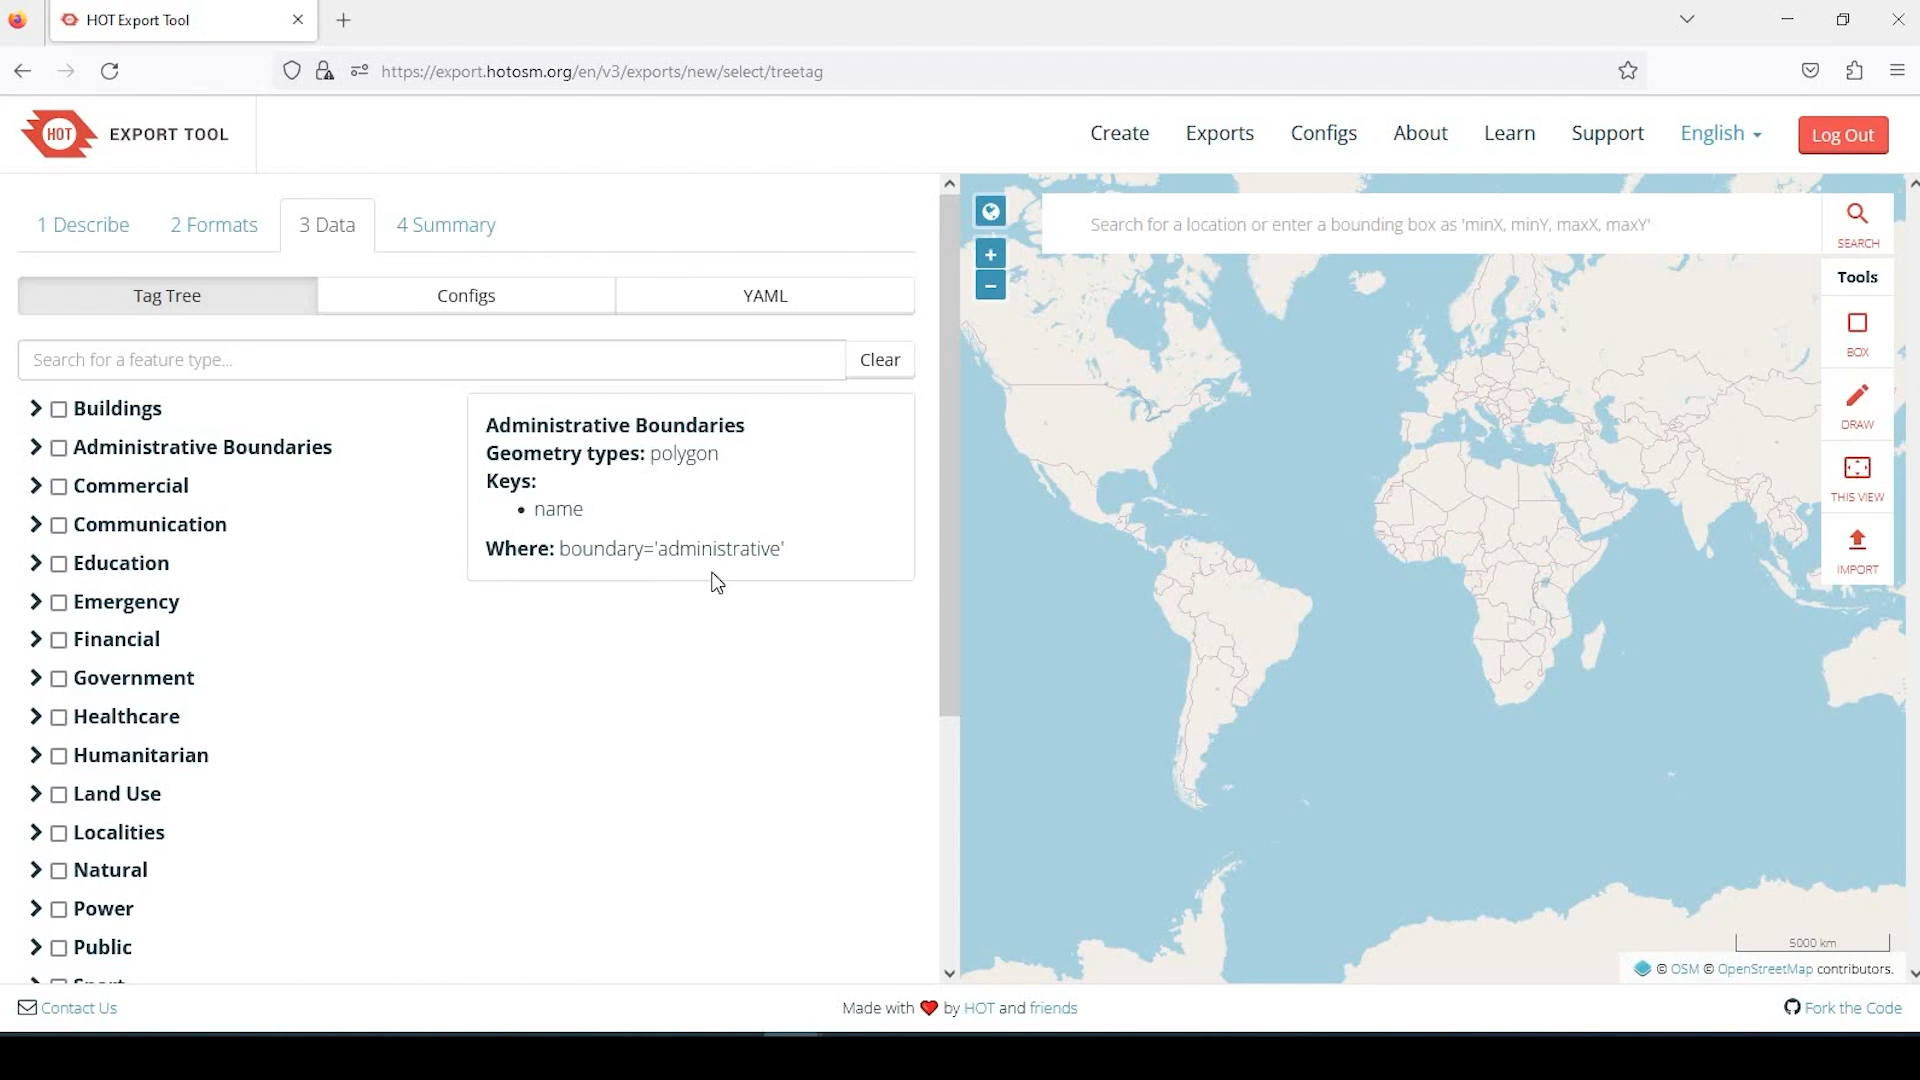 HOT Export Tool
https://export.hotosm.org/en/v3/exports/new/select/treetag
HOT EXPORT TOOL
Create Exports Configs About Learn Support English Log Out
1 Describe 2 Formats 3 Data 4 Summary
Tag Tree Configs YAML
Search for a feature type... Clear
Buildings
Administrative Boundaries
Commercial
Communication
Education
Emergency
Financial
Government
Healthcare
Humanitarian
Land Use
Localities
Natural
Power
Public
Administrative Boundaries
Geometry types: polygon
Keys:
• name
Where: boundary='administrative'
Search for a location or enter a bounding box as 'minX, minY, maxX, maxY'
SEARCH
Tools
BOX
DRAW
THIS VIEW
IMPORT
5000 km
© OSM © OpenStreetMap contributors.
Contact Us
Made with ❤ by HOT and friends
Fork the Code